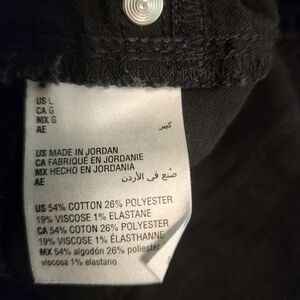 US L
CA G
MX G
AE كبير
US MADE IN JORDAN
CA FABRIQUÉ EN JORDANIE
MX HECHO EN JORDANIA
AE صُنع في الأردن
US 54% COTTON 26% POLYESTER
19% VISCOSE 1% ELASTANE
CA 54% COTON 26% POLYESTER
19% VISCOSE 1% ÉLASTHANNE
MX 54% algodón 26% poliester
viscosa 1% elastano